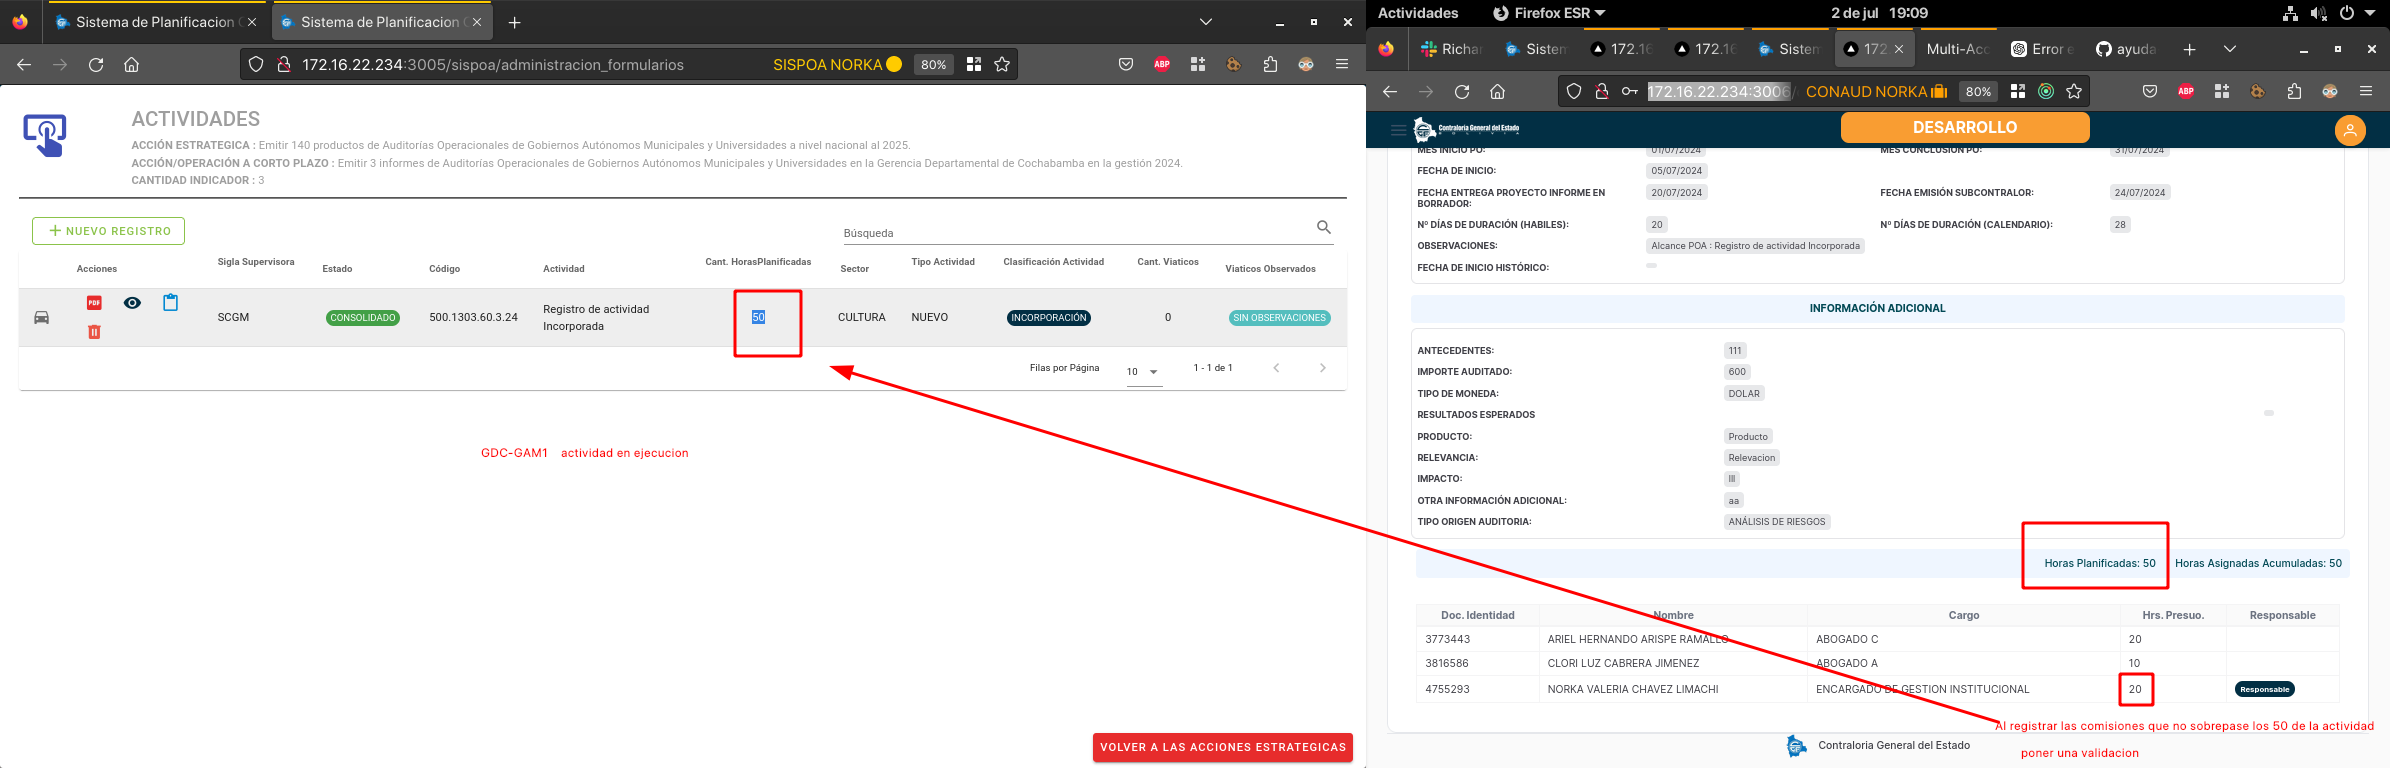 Sistema de Planificacion
Sistema de Planificacion
172.16.22.234:3005/sispoa/administracion_formularios
SISPOA NORKA
80%
ABP
ACTIVIDADES
ACCIÓN ESTRATEGICA : Emitir 140 productos de Auditorías Operacionales de Gobiernos Autónomos Municipales y Universidades a nivel nacional al 2025.
ACCIÓN/OPERACIÓN A CORTO PLAZO : Emitir 3 informes de Auditorías Operacionales de Gobiernos Autónomos Municipales y Universidades en la Gerencia Departamental de Cochabamba en la gestión 2024.
CANTIDAD INDICADOR : 3
NUEVO REGISTRO
Búsqueda
Acciones Sigla Supervisora Estado Código Actividad Cant. HorasPlanificadas Sector Tipo Actividad Clasificación Actividad Cant. Viaticos Viaticos Observados
PDF SCGM CONSOLIDADO 500.1303.60.3.24 Registro de actividad Incorporada 50 CULTURA NUEVO INCORPORACIÓN 0 SIN OBSERVACIONES
Filas por Página 10 1 - 1 de 1
GDC-GAM1 actividad en ejecucion
VOLVER A LAS ACCIONES ESTRATEGICAS
Actividades Firefox ESR 2 de jul 19:09
Richar
Sistem
172.16
172.16
Sistem
172
Multi-Acc
Error e
ayuda
172.16.22.234:3006/
CONAUD NORKA
80%
ABP
Contraloría General del Estado
BOLIVIA
DESARROLLO
MES INICIO PO: 01/07/2024 MES CONCLUSIÓN PO: 31/07/2024
FECHA DE INICIO: 05/07/2024
FECHA ENTREGA PROYECTO INFORME EN BORRADOR: 20/07/2024 FECHA EMISIÓN SUBCONTRALOR: 24/07/2024
Nº DÍAS DE DURACIÓN (HABILES): 20 Nº DÍAS DE DURACIÓN (CALENDARIO): 28
OBSERVACIONES: Alcance POA : Registro de actividad Incorporada
FECHA DE INICIO HISTÓRICO:
INFORMACIÓN ADICIONAL
ANTECEDENTES: 111
IMPORTE AUDITADO: 600
TIPO DE MONEDA: DOLAR
RESULTADOS ESPERADOS
PRODUCTO: Producto
RELEVANCIA: Relevacion
IMPACTO: III
OTRA INFORMACIÓN ADICIONAL: aa
TIPO ORIGEN AUDITORIA: ANÁLISIS DE RIESGOS
Horas Planificadas: 50 Horas Asignadas Acumuladas: 50
Doc. Identidad Nombre Cargo Hrs. Presuo. Responsable
3773443 ARIEL HERNANDO ARISPE RAMALLO ABOGADO C 20
3816586 CLORI LUZ CABRERA JIMENEZ ABOGADO A 10
4755293 NORKA VALERIA CHAVEZ LIMACHI ENCARGADO DE GESTION INSTITUCIONAL 20 Responsable
Al registrar las comisiones que no sobrepase los 50 de la actividad
Contraloria General del Estado
poner una validacion